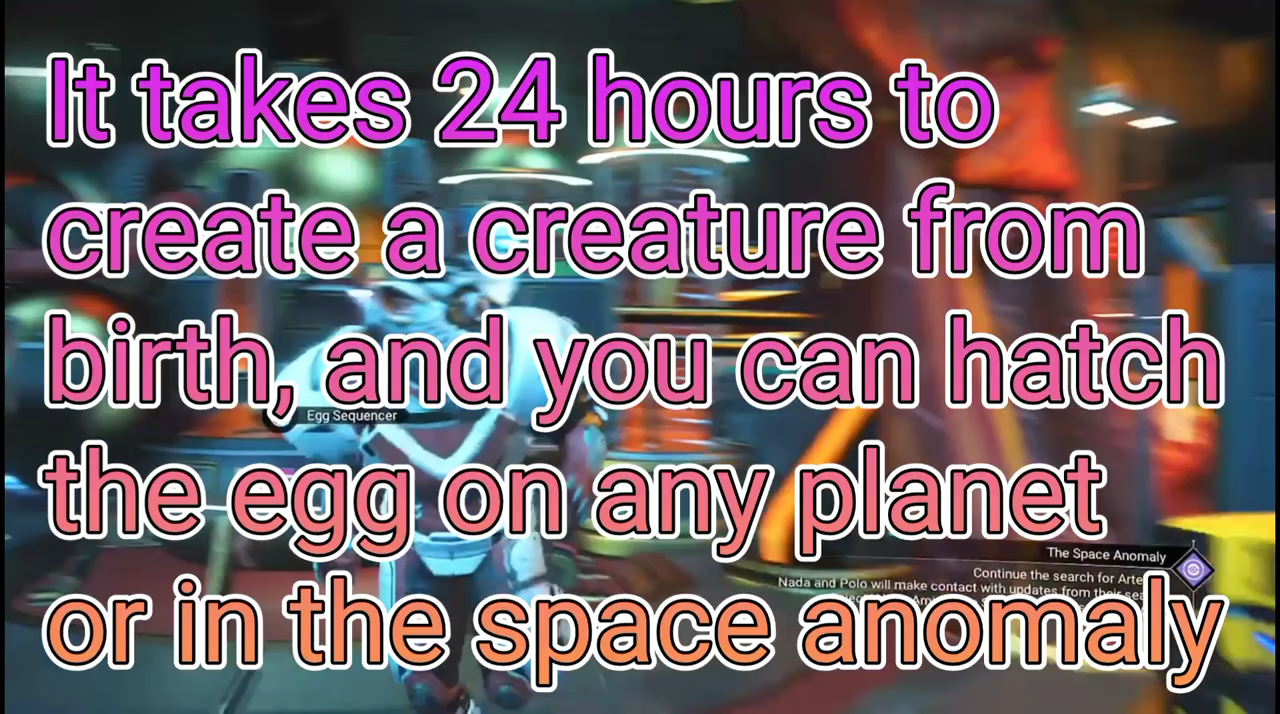 It takes 24 hours to
create a creature from
birth, and you can hatch
Egg Sequencer
the egg on any planet
The Space Anomaly
Continue the search for Arte
Nada and Polo will make contact with updates from their
or in the space anomaly